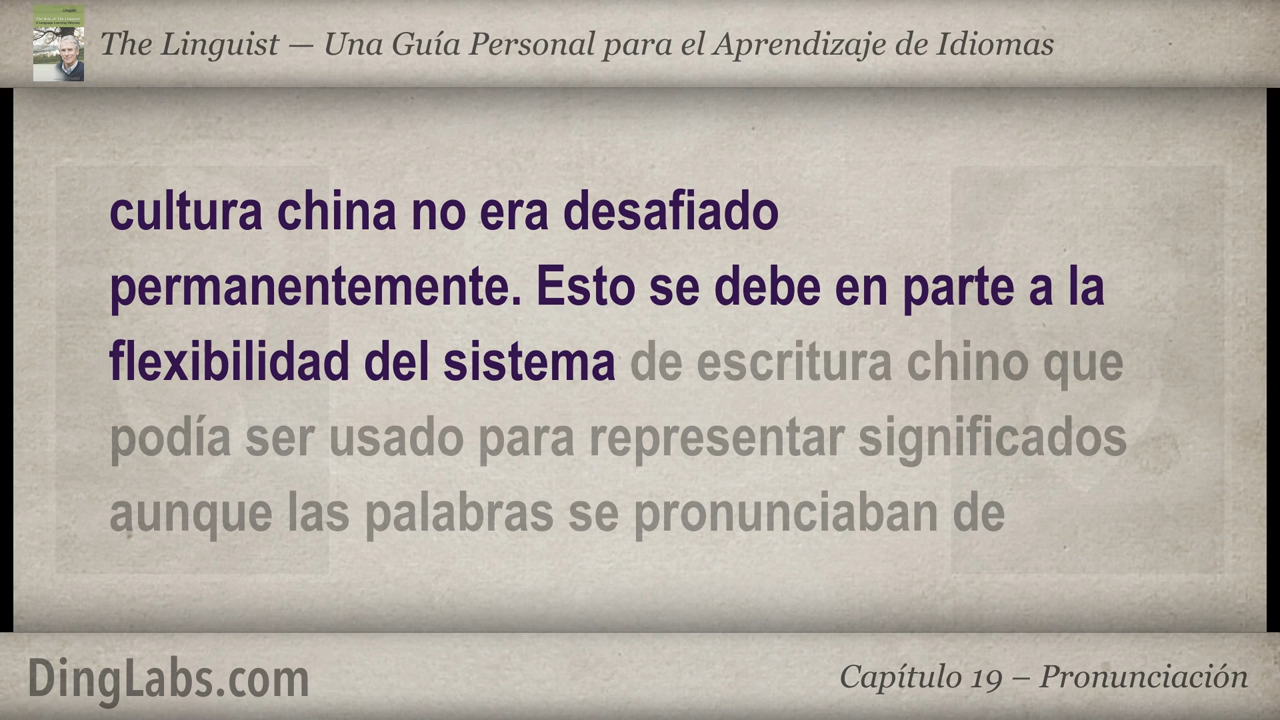 The Linguist — Una Guía Personal para el Aprendizaje de Idiomas
cultura china no era desafiado
permanentemente. Esto se debe en parte a la
flexibilidad del sistema de escritura chino que
podía ser usado para representar significados
aunque las palabras se pronunciaban de
DingLabs.com
Capítulo 19 – Pronunciación